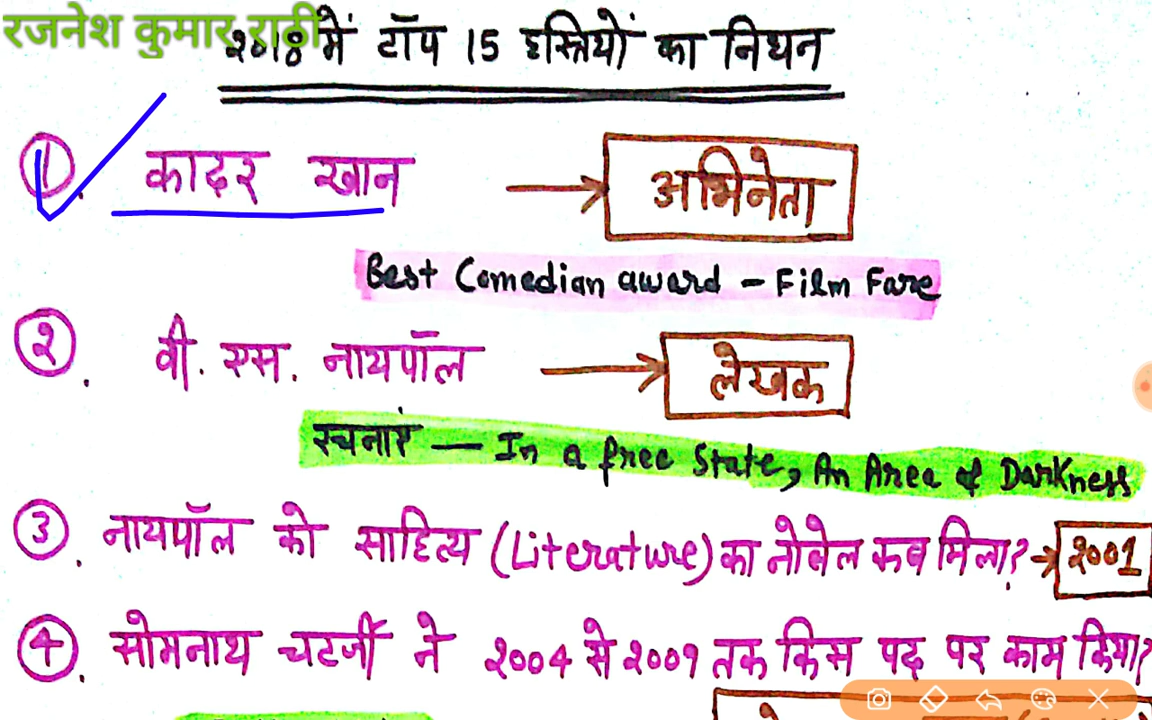 रजनेश कुमार राठी
२०18 में टॉप 15 हस्तियों का निधन
① कादर खान → अभिनेता
Best Comedian award - Film Fare
② . वी. एस. नायपॉल → लेखक
रचनाएं — In a free State, An Area of Darkness
③ . नायपॉल को साहित्य (Literature) का नोबेल कब मिला? → २००1
④ . सोमनाथ चटर्जी ने २००4 से २००9 तक किस पद पर काम किया?